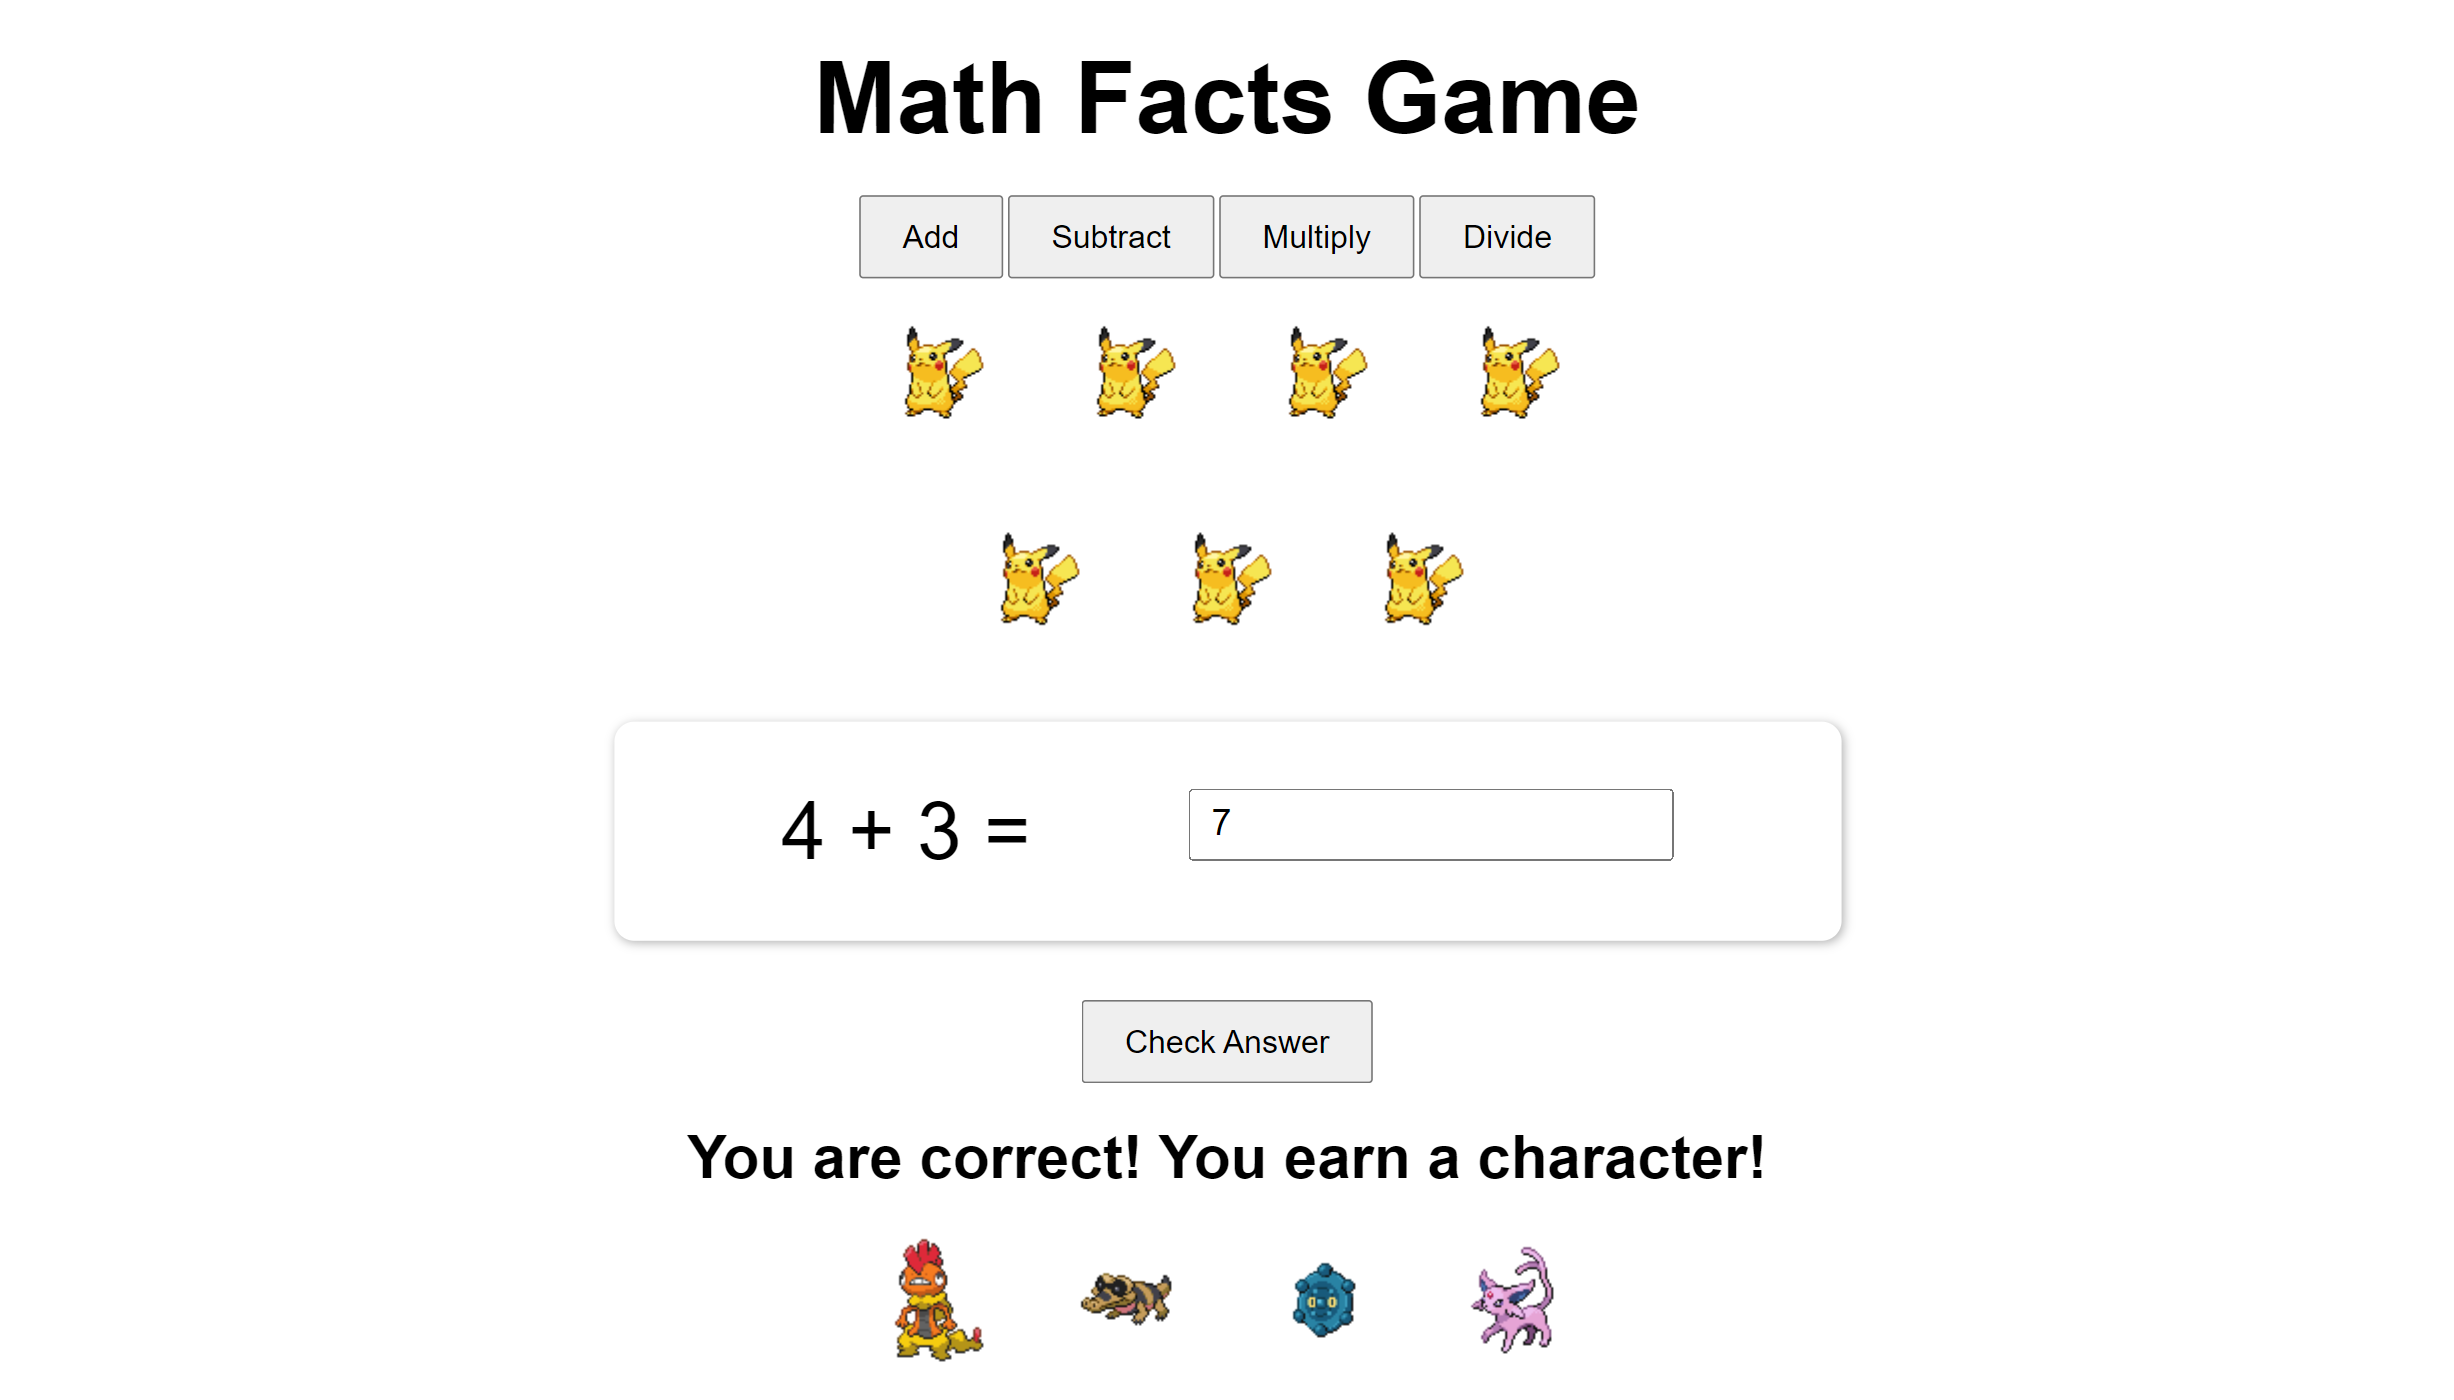 Math Facts Game
Add Subtract Multiply Divide
4 + 3 = 7
Check Answer
You are correct! You earn a character!